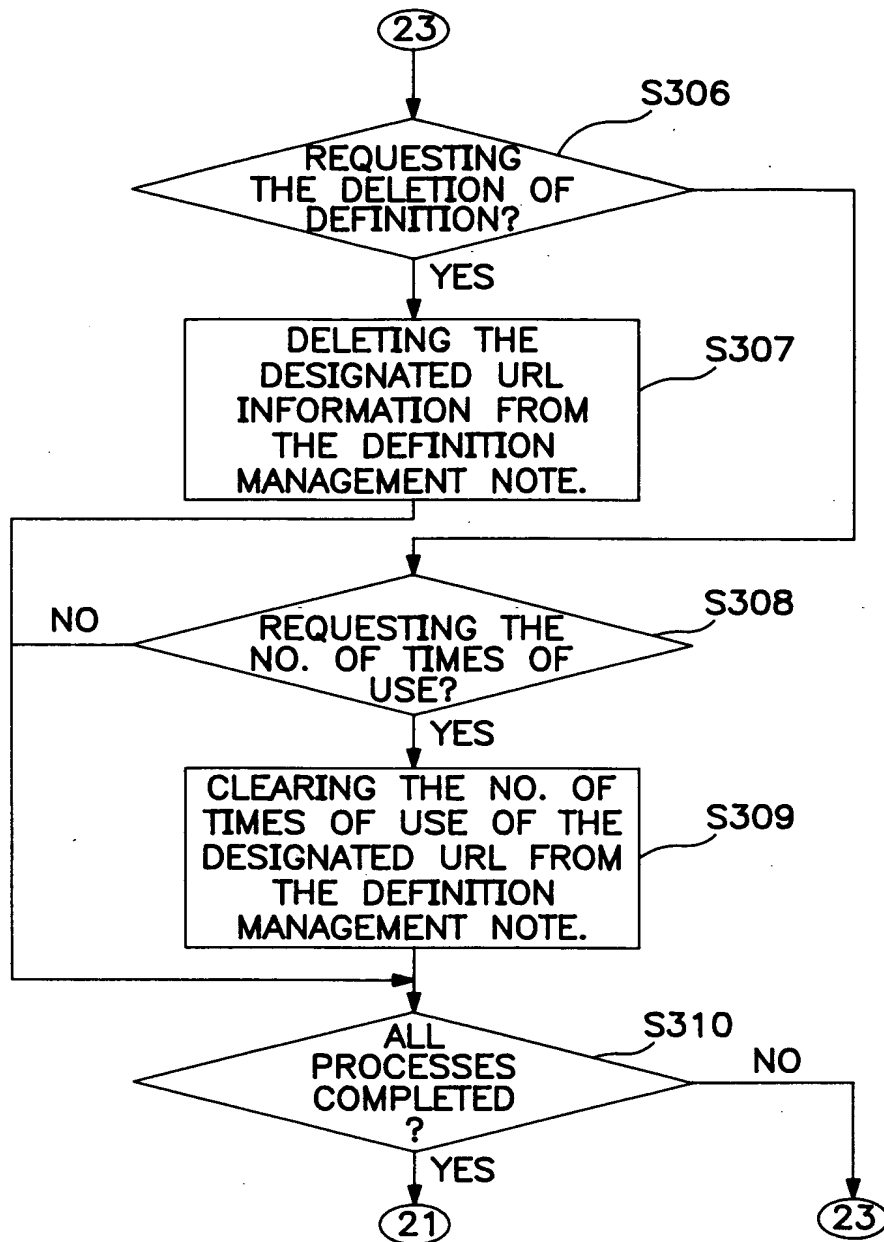 23
S306
REQUESTING
THE DELETION OF
DEFINITION?
YES
DELETING THE
DESIGNATED URL
INFORMATION FROM
THE DEFINITION
MANAGEMENT NOTE.
S307
NO
REQUESTING THE
NO. OF TIMES OF
USE?
S308
YES
CLEARING THE NO. OF
TIMES OF USE OF THE
DESIGNATED URL FROM
THE DEFINITION
MANAGEMENT NOTE.
S309
ALL
PROCESSES
COMPLETED
?
S310
NO
YES
21
23